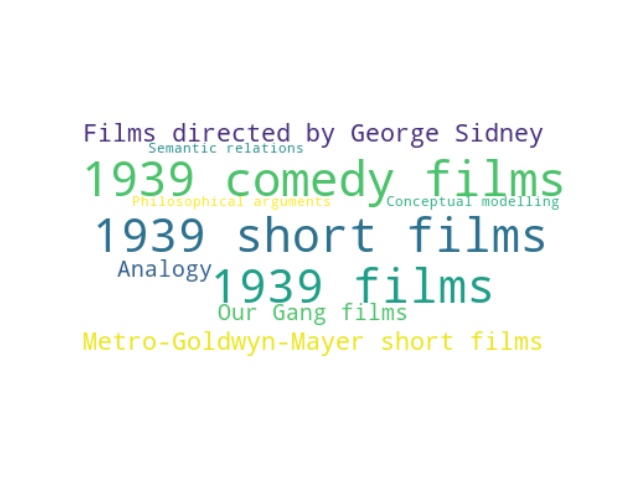 Films directed by George Sidney
Semantic relations
1939 comedy films
Philosophical arguments
Conceptual modelling
1939 short films
Analogy
1939 films
Our Gang films
Metro-Goldwyn-Mayer short films